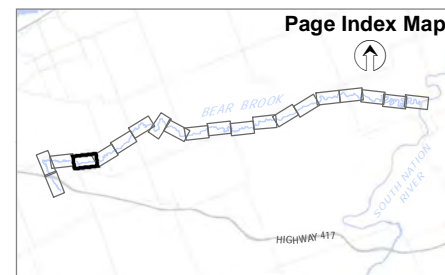 Page Index Map
BEAR BROOK
SOUTH NATION
RIVER
HIGHWAY 417